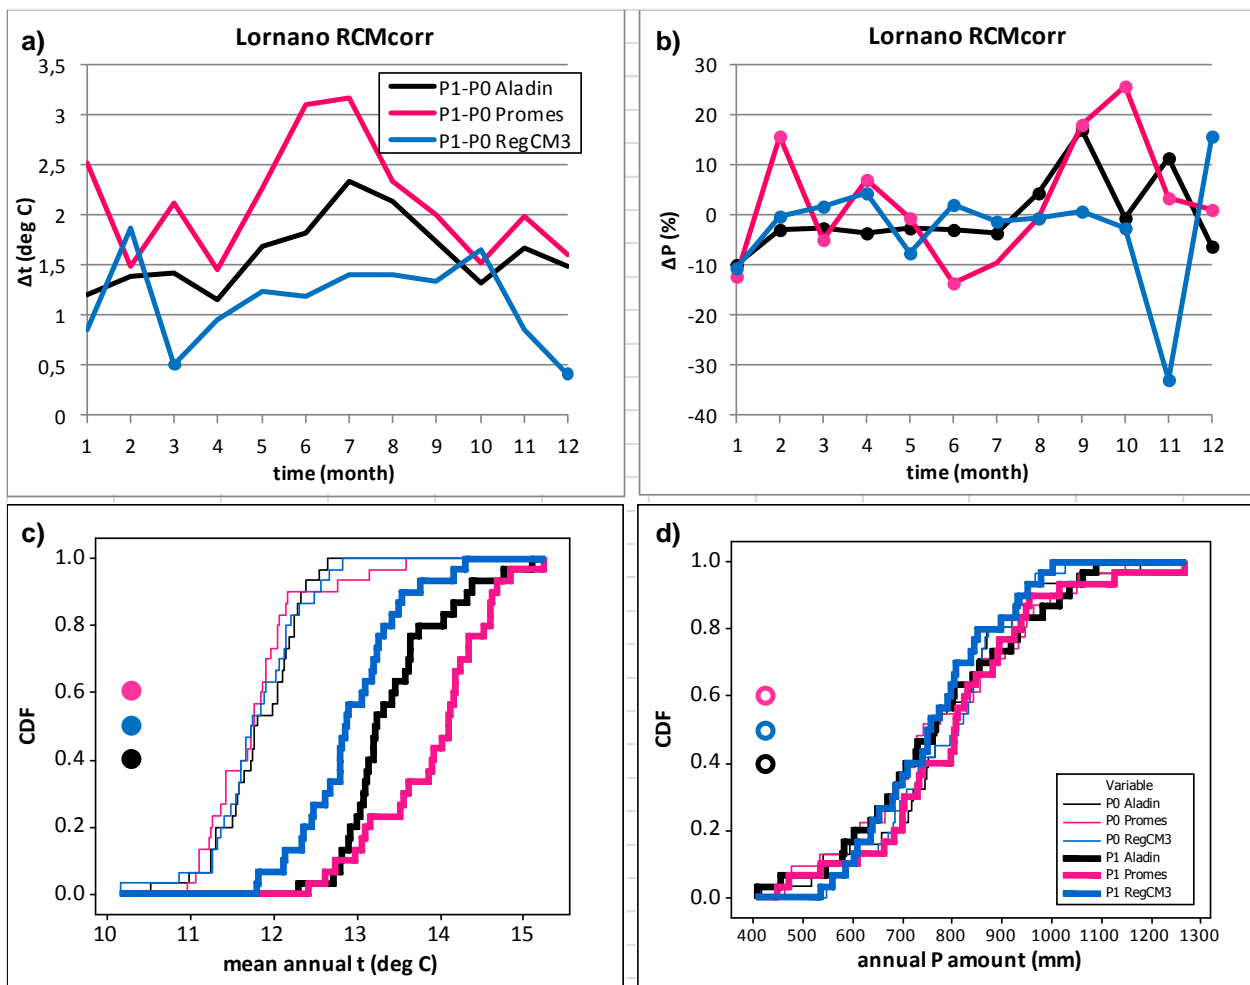 a)
Lornano RCMcorr
3,5
3
2,5
2
1,5
1
0,5
0
Δt (deg C)
P1-P0 Aladin
P1-P0 Promes
P1-P0 RegCM3
1 2 3 4 5 6 7 8 9 10 11 12
time (month)
b)
Lornano RCMcorr
30
20
10
0
-10
-20
-30
-40
ΔP (%)
1 2 3 4 5 6 7 8 9 10 11 12
time (month)
c)
1.0
0.8
0.6
0.4
0.2
0.0
CDF
10 11 12 13 14 15
mean annual t (deg C)
d)
1.0
0.8
0.6
0.4
0.2
0.0
CDF
Variable
P0 Aladin
P0 Promes
P0 RegCM3
P1 Aladin
P1 Promes
P1 RegCM3
400 500 600 700 800 900 1000 1100 1200 1300
annual P amount (mm)